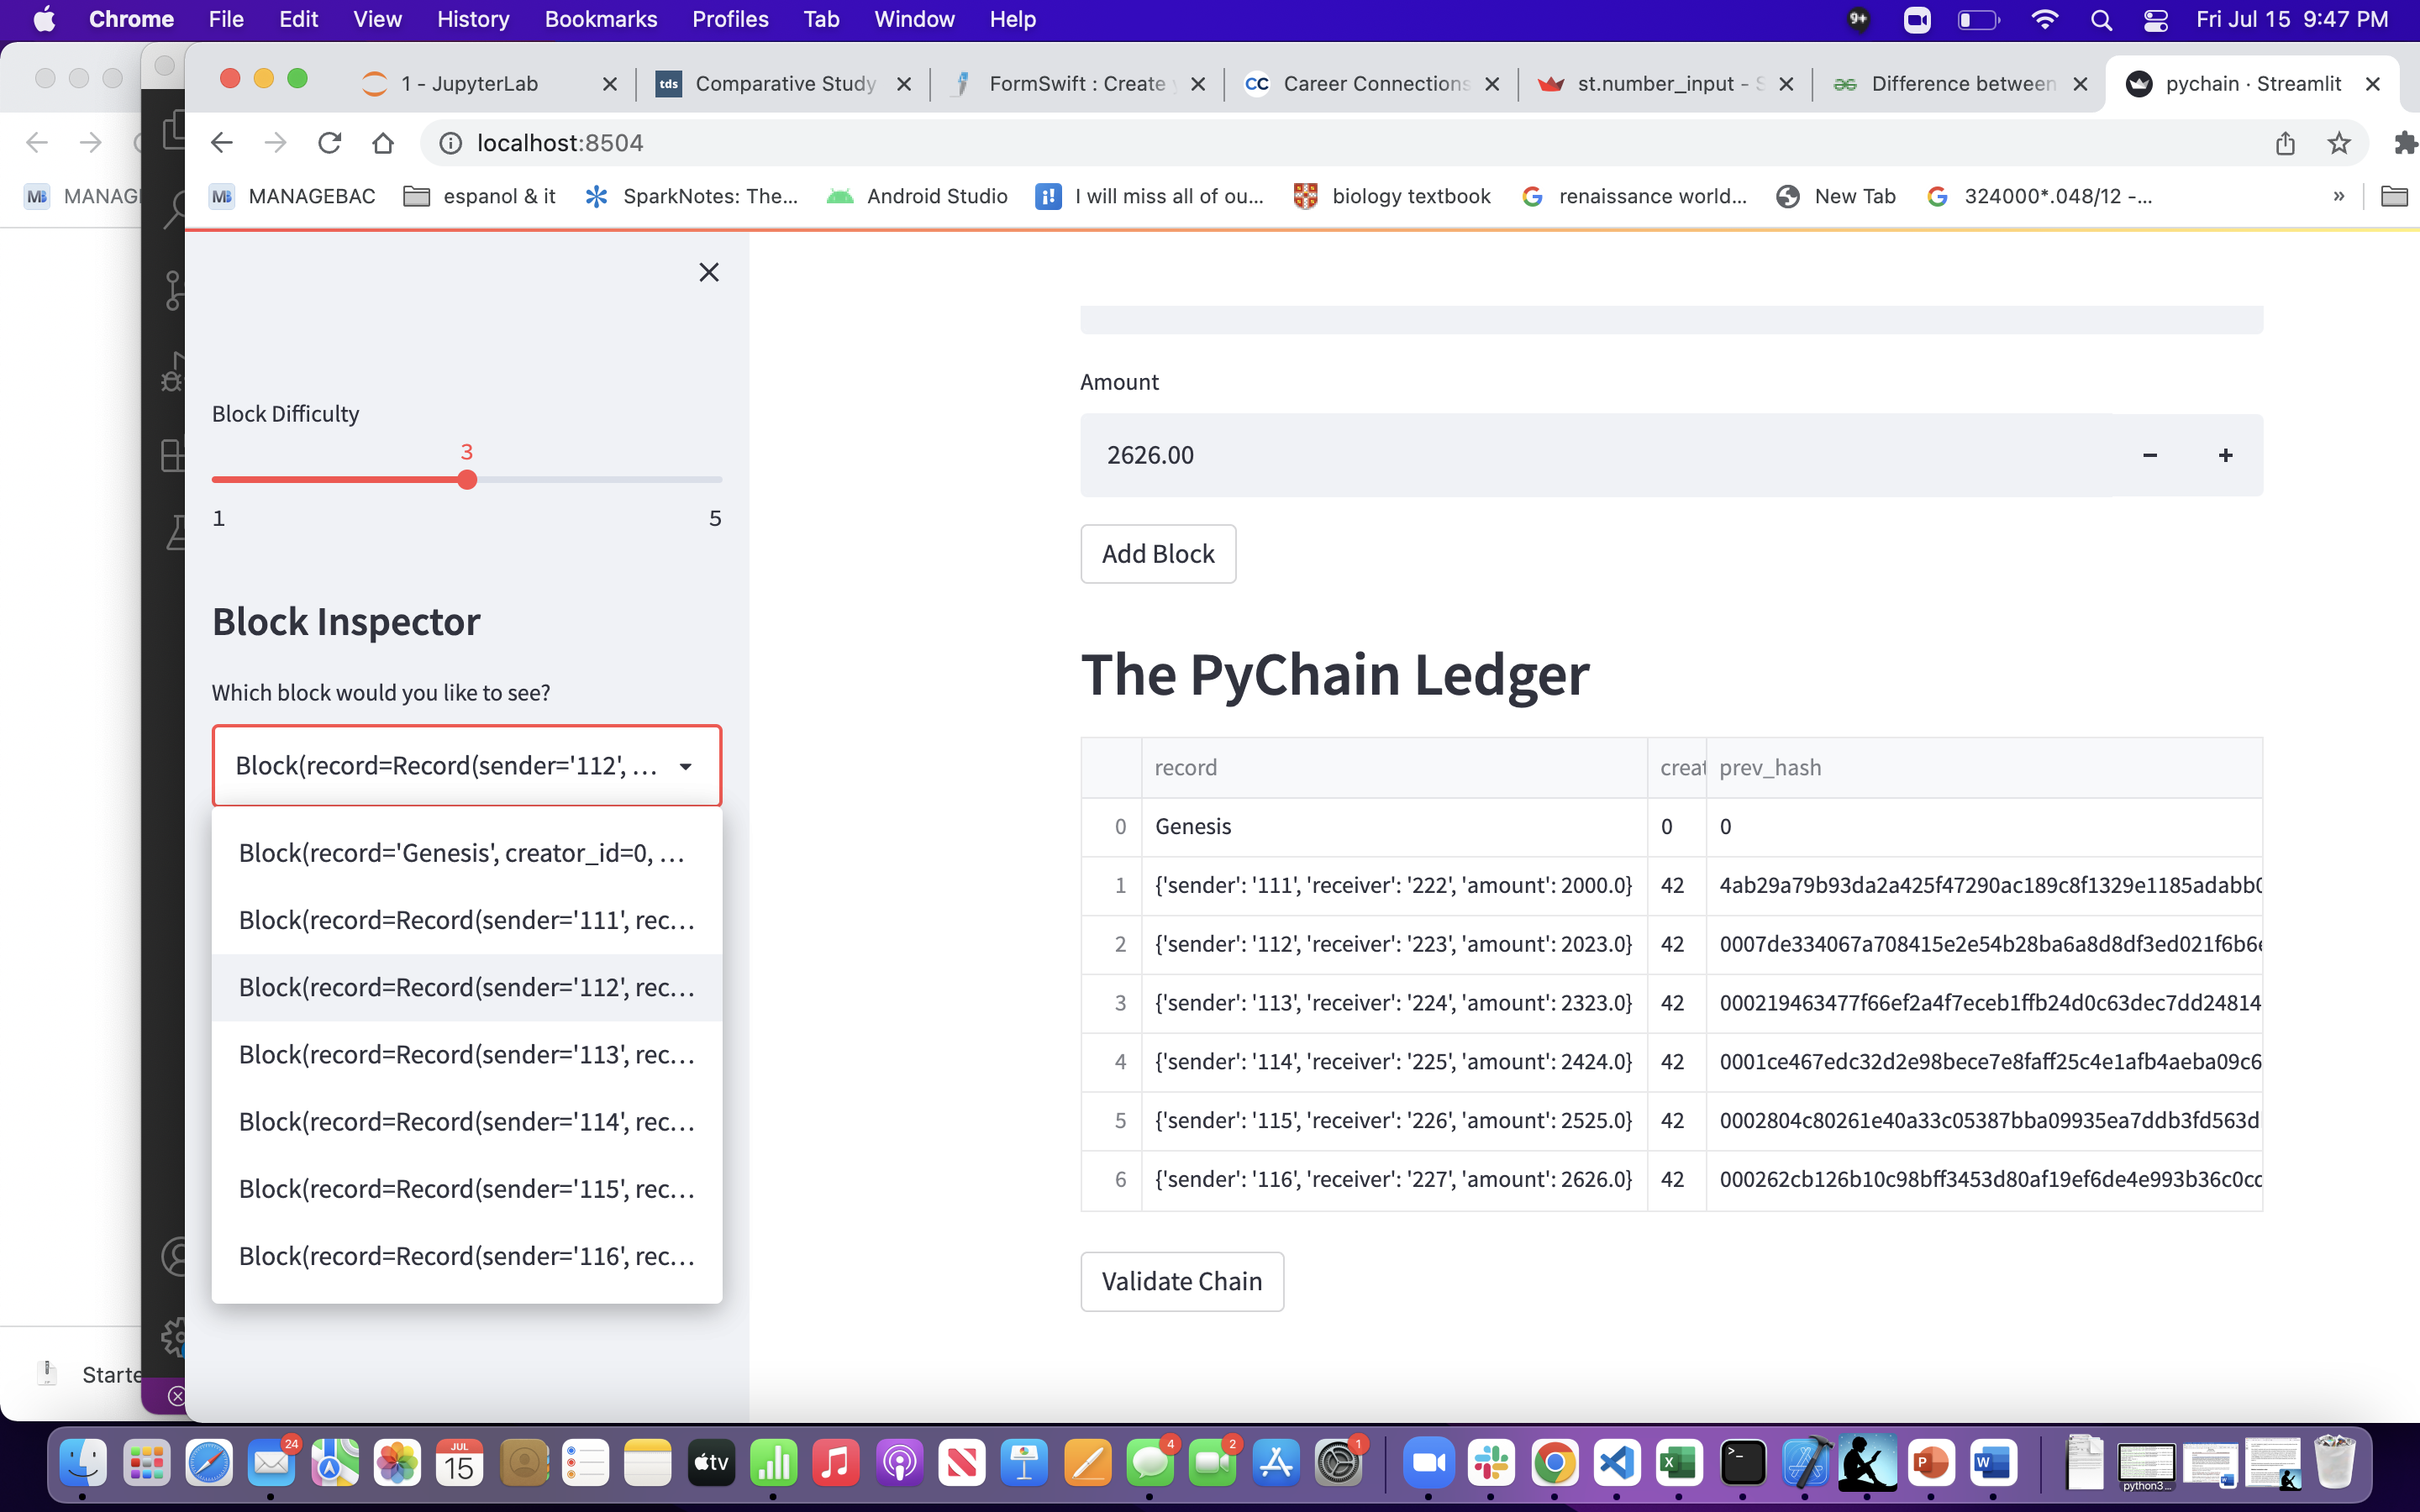 Chrome File Edit View History Bookmarks Profiles Tab Window Help 9+ Fri Jul 15 9:47 PM
1 - JupyterLab tds Comparative Study FormSwift : Create CC Career Connections st.number_input - Difference between pychain · Streamlit
localhost:8504
MB MANAGEBAC espanol & it SparkNotes: The... Android Studio I will miss all of ou... biology textbook renaissance world... New Tab 324000*.048/12 -... »
Block Difficulty
3
1 5
Block Inspector
Which block would you like to see?
Block(record=Record(sender='112', ...
Block(record='Genesis', creator_id=0, ...
Block(record=Record(sender='111', rec...
Block(record=Record(sender='112', rec...
Block(record=Record(sender='113', rec...
Block(record=Record(sender='114', rec...
Block(record=Record(sender='115', rec...
Block(record=Record(sender='116', rec...
Amount
2626.00 − +
Add Block
The PyChain Ledger
record creat prev_hash
0 Genesis 0 0
1 {'sender': '111', 'receiver': '222', 'amount': 2000.0} 42 4ab29a79b93da2a425f47290ac189c8f1329e1185adabb0
2 {'sender': '112', 'receiver': '223', 'amount': 2023.0} 42 0007de334067a708415e2e54b28ba6a8d8df3ed021f6b6e
3 {'sender': '113', 'receiver': '224', 'amount': 2323.0} 42 000219463477f66ef2a4f7eceb1ffb24d0c63dec7dd24814
4 {'sender': '114', 'receiver': '225', 'amount': 2424.0} 42 0001ce467edc32d2e98bece7e8faff25c4e1afb4aeba09c6
5 {'sender': '115', 'receiver': '226', 'amount': 2525.0} 42 0002804c80261e40a33c05387bba09935ea7ddb3fd563d
6 {'sender': '116', 'receiver': '227', 'amount': 2626.0} 42 000262cb126b10c98bff3453d80af19ef6de4e993b36c0cc
Validate Chain
MB MANAG
Starte
24 JUL 15 tv 4 2 1 X P W python3...